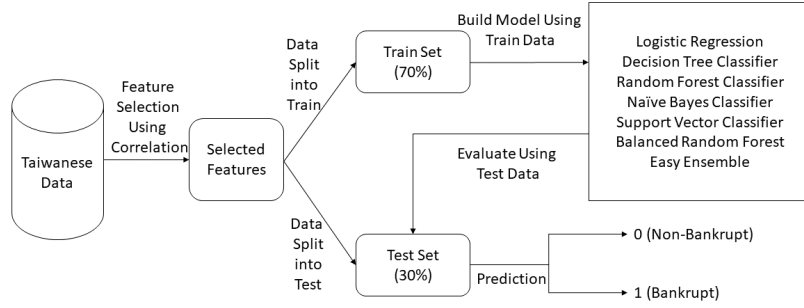 Taiwanese
Data
Feature
Selection
Using
Correlation
Selected
Features
Data
Split
into
Train
Train Set
(70%)
Build Model Using
Train Data
Logistic Regression
Decision Tree Classifier
Random Forest Classifier
Naïve Bayes Classifier
Support Vector Classifier
Balanced Random Forest
Easy Ensemble
Evaluate Using
Test Data
Data
Split
into
Test
Test Set
(30%)
Prediction
0 (Non-Bankrupt)
1 (Bankrupt)